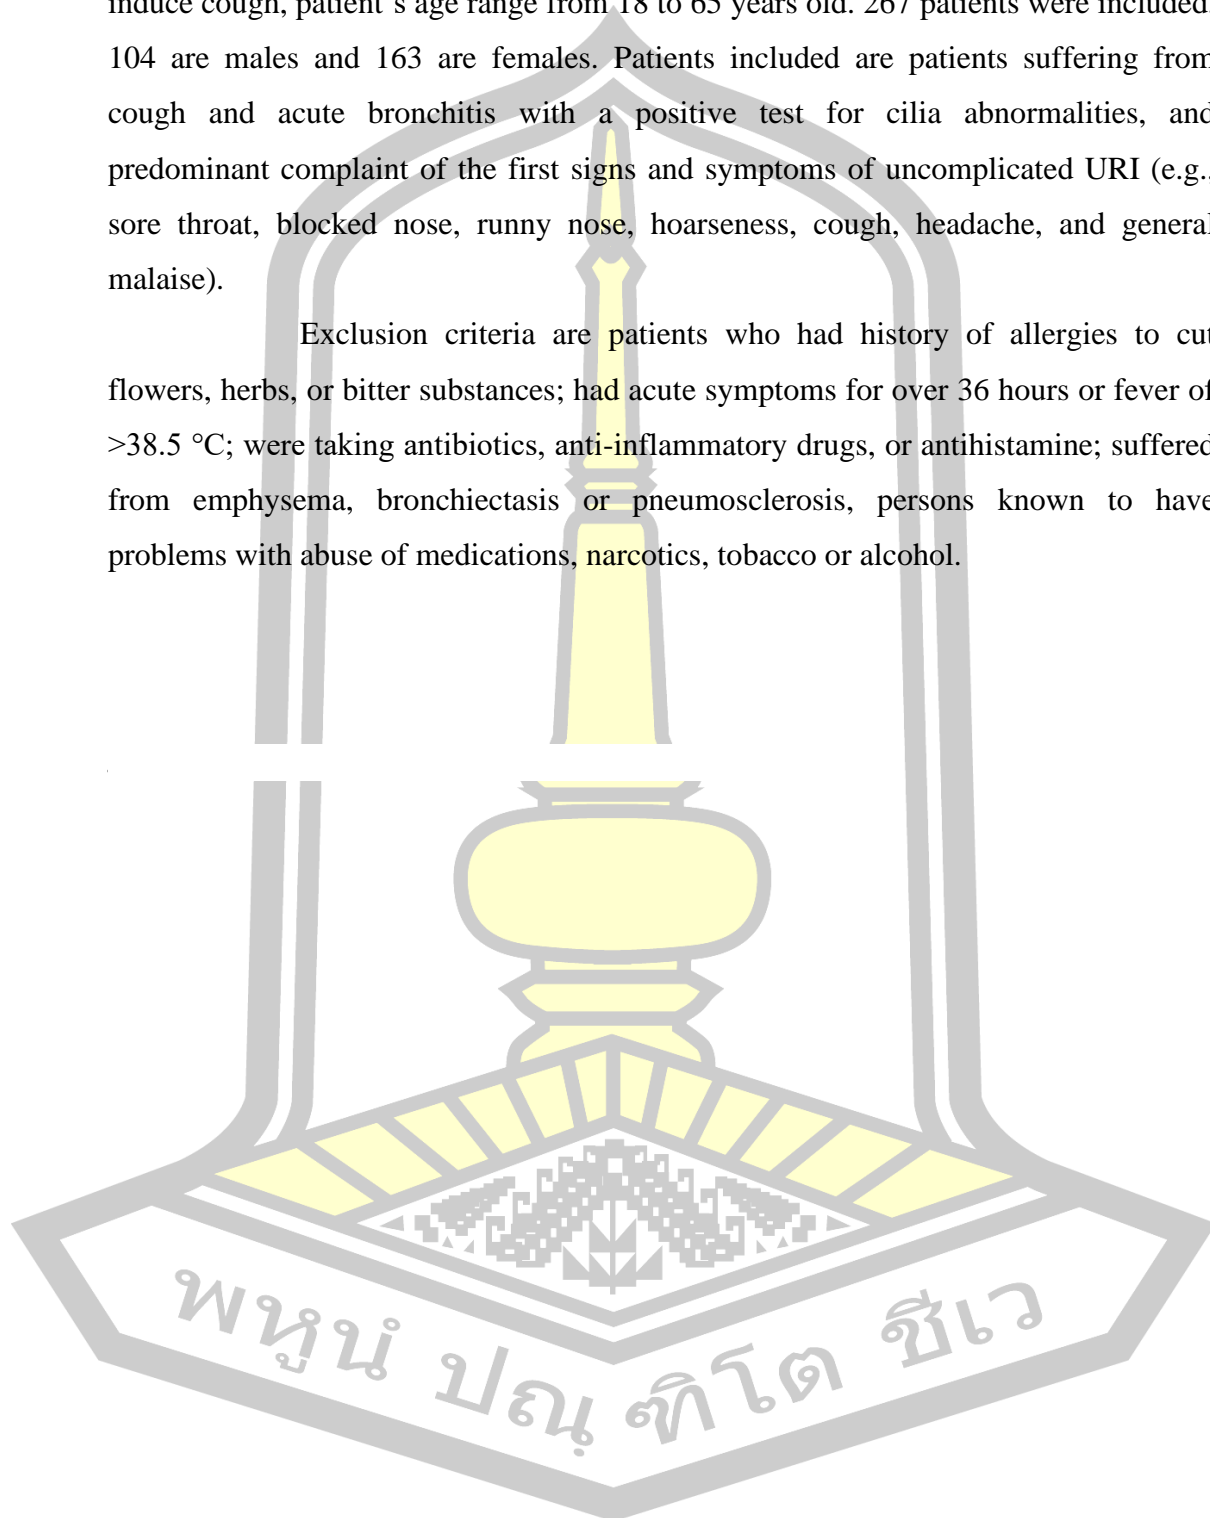 induce cough, patient's age range from 18 to 65 years old. 267 patients were included.
104 are males and 163 are females. Patients included are patients suffering from
cough and acute bronchitis with a positive test for cilia abnormalities, and
predominant complaint of the first signs and symptoms of uncomplicated URI (e.g.,
sore throat, blocked nose, runny nose, hoarseness, cough, headache, and general
malaise).
Exclusion criteria are patients who had history of allergies to cut
flowers, herbs, or bitter substances; had acute symptoms for over 36 hours or fever of
>38.5 °C; were taking antibiotics, anti-inflammatory drugs, or antihistamine; suffered
from emphysema, bronchiectasis or pneumosclerosis, persons known to have
problems with abuse of medications, narcotics, tobacco or alcohol.
พหูนํ ปณฺฑิโต ชีเว